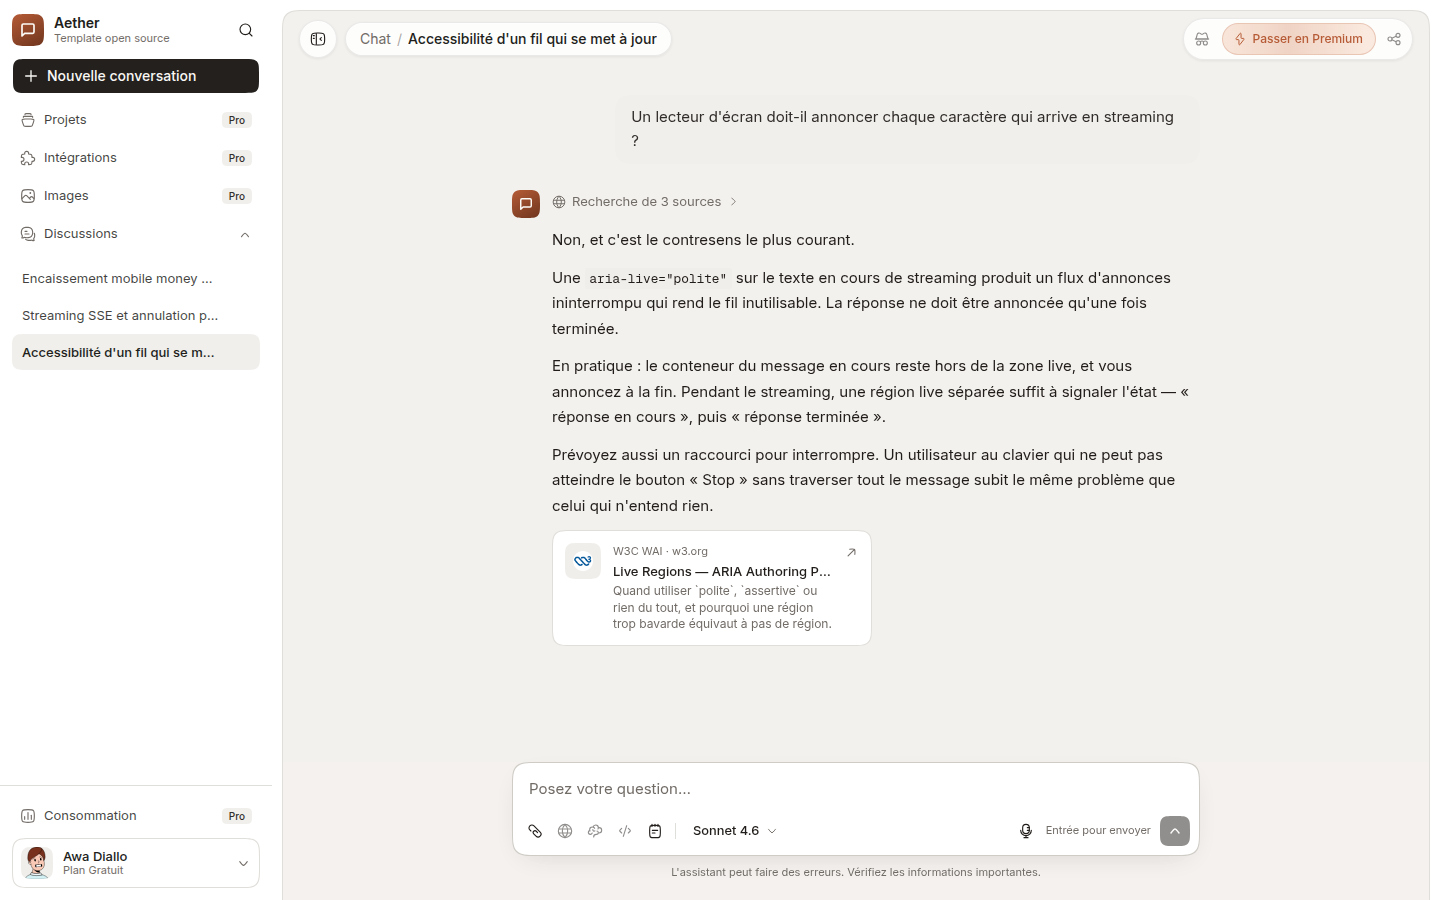 Aether
Template open source
Nouvelle conversation
Projets
Pro
Intégrations
Pro
Images
Pro
Discussions
Encaissement mobile money ...
Streaming SSE et annulation p...
Accessibilité d'un fil qui se m...
Consommation
Pro
Awa Diallo
Plan Gratuit
Chat / Accessibilité d'un fil qui se met à jour
Passer en Premium
Un lecteur d'écran doit-il annoncer chaque caractère qui arrive en streaming
?
Recherche de 3 sources
Non, et c'est le contresens le plus courant.
Une aria-live="polite" sur le texte en cours de streaming produit un flux d'annonces
ininterrompu qui rend le fil inutilisable. La réponse ne doit être annoncée qu'une fois
terminée.
En pratique : le conteneur du message en cours reste hors de la zone live, et vous
annoncez à la fin. Pendant le streaming, une région live séparée suffit à signaler l'état — «
réponse en cours », puis « réponse terminée ».
Prévoyez aussi un raccourci pour interrompre. Un utilisateur au clavier qui ne peut pas
atteindre le bouton « Stop » sans traverser tout le message subit le même problème que
celui qui n'entend rien.
W3C WAI · w3.org
Live Regions — ARIA Authoring P...
Quand utiliser `polite`, `assertive` ou
rien du tout, et pourquoi une région
trop bavarde équivaut à pas de région.
Posez votre question...
Sonnet 4.6
Entrée pour envoyer
L'assistant peut faire des erreurs. Vérifiez les informations importantes.